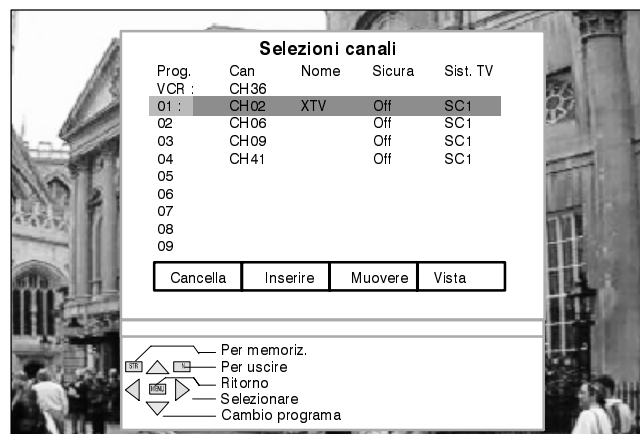 Selezioni canali
Prog. Can Nome Sicura Sist. TV
VCR : CH36
01 : CH02 XTV Off SC1
02 CH06 Off SC1
03 CH09 Off SC1
04 CH41 Off SC1
05
06
07
08
09
Cancella Inserire Muovere Vista
Per memoriz.
STR N Per uscire
MENU Ritorno
Selezionare
Cambio programa